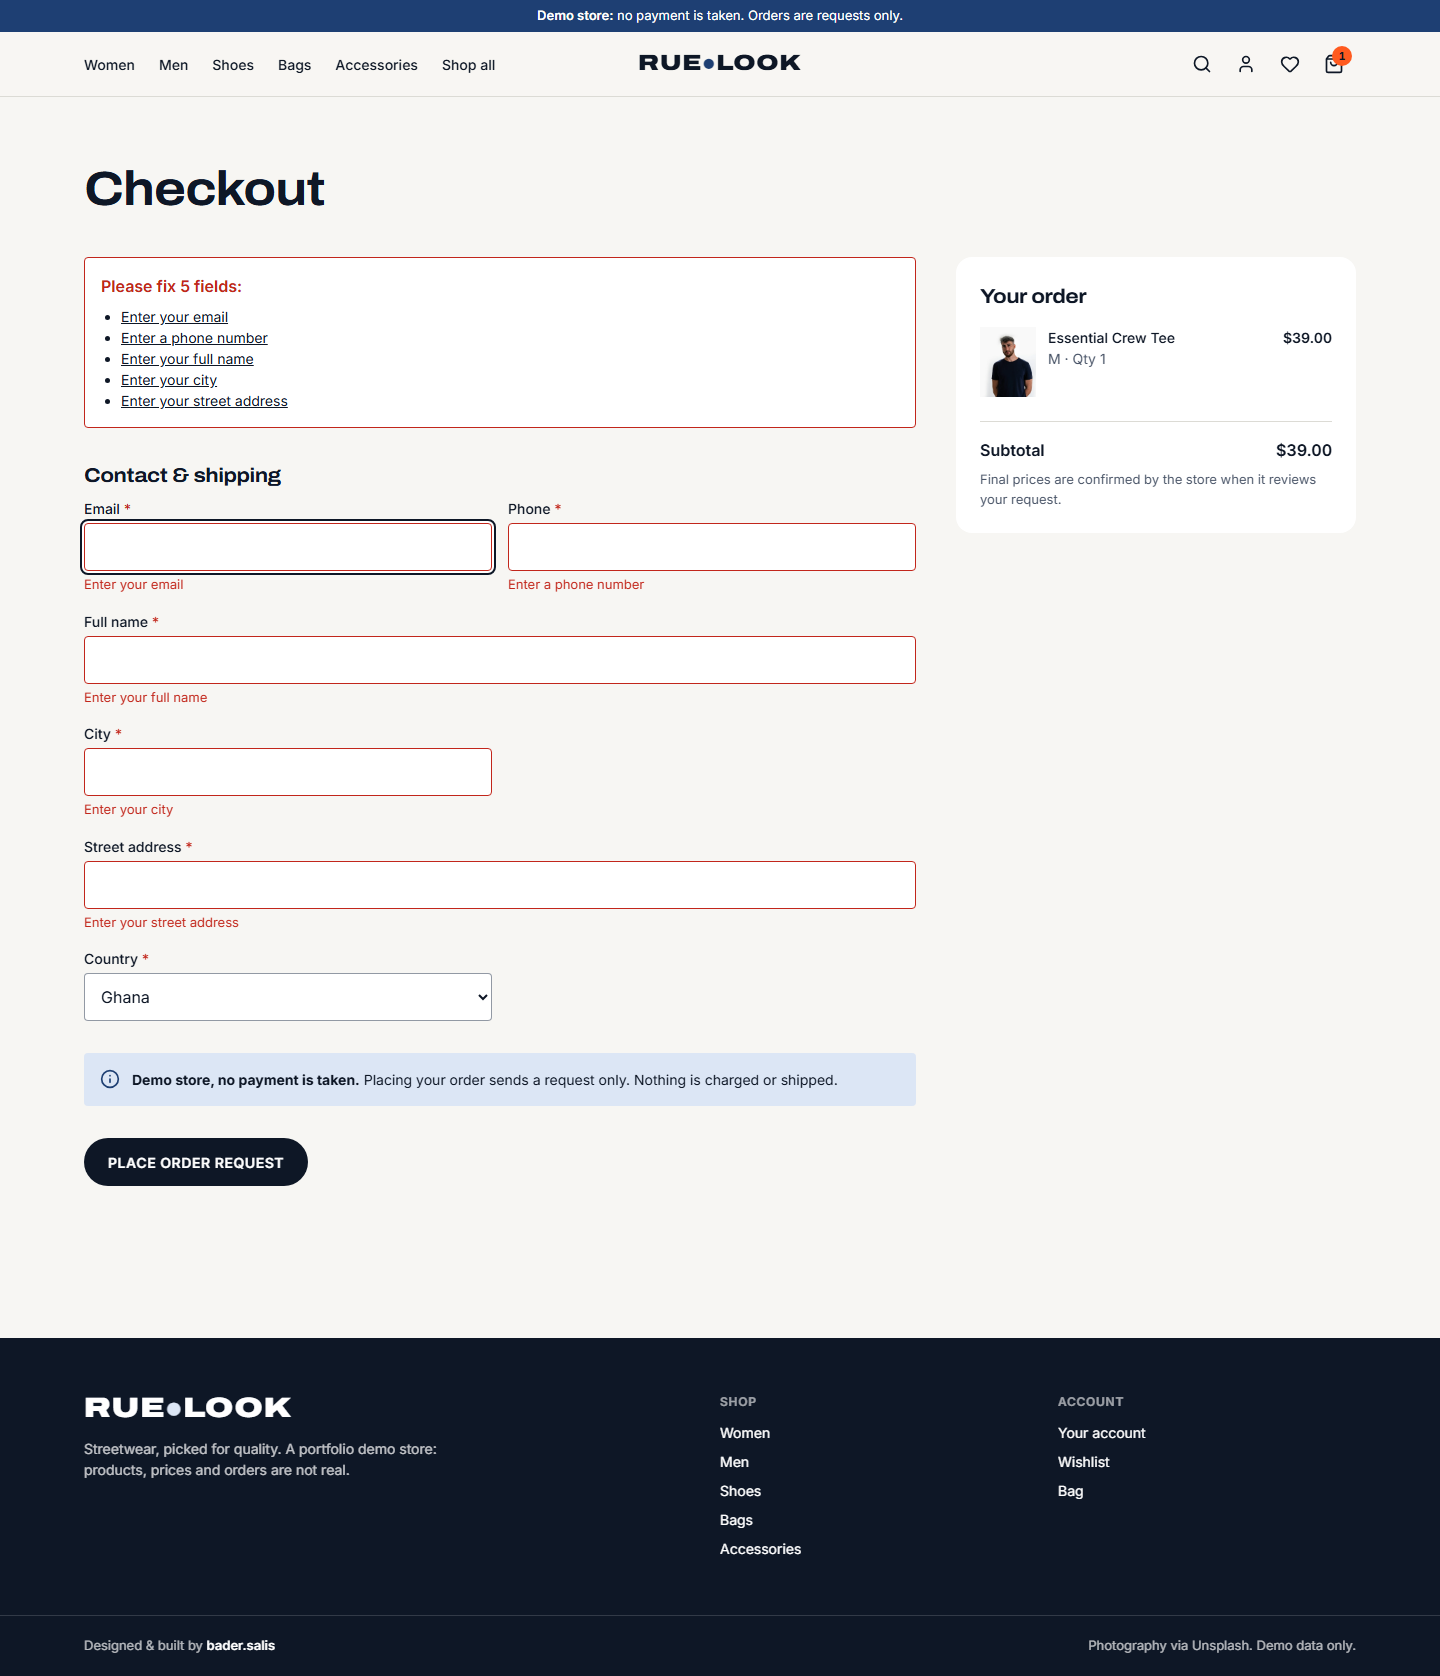 Demo store: no payment is taken. Orders are requests only.
Women
Men
Shoes
Bags
Accessories
Shop all
RUE●LOOK
1
Checkout
Please fix 5 fields:
• Enter your email
• Enter a phone number
• Enter your full name
• Enter your city
• Enter your street address
Contact & shipping
Email *
Enter your email
Phone *
Enter a phone number
Full name *
Enter your full name
City *
Enter your city
Street address *
Enter your street address
Country *
Ghana
Demo store, no payment is taken. Placing your order sends a request only. Nothing is charged or shipped.
PLACE ORDER REQUEST
Your order
Essential Crew Tee
$39.00
M · Qty 1
Subtotal
$39.00
Final prices are confirmed by the store when it reviews
your request.
RUE●LOOK
Streetwear, picked for quality. A portfolio demo store:
products, prices and orders are not real.
SHOP
Women
Men
Shoes
Bags
Accessories
ACCOUNT
Your account
Wishlist
Bag
Designed & built by bader.salis
Photography via Unsplash. Demo data only.